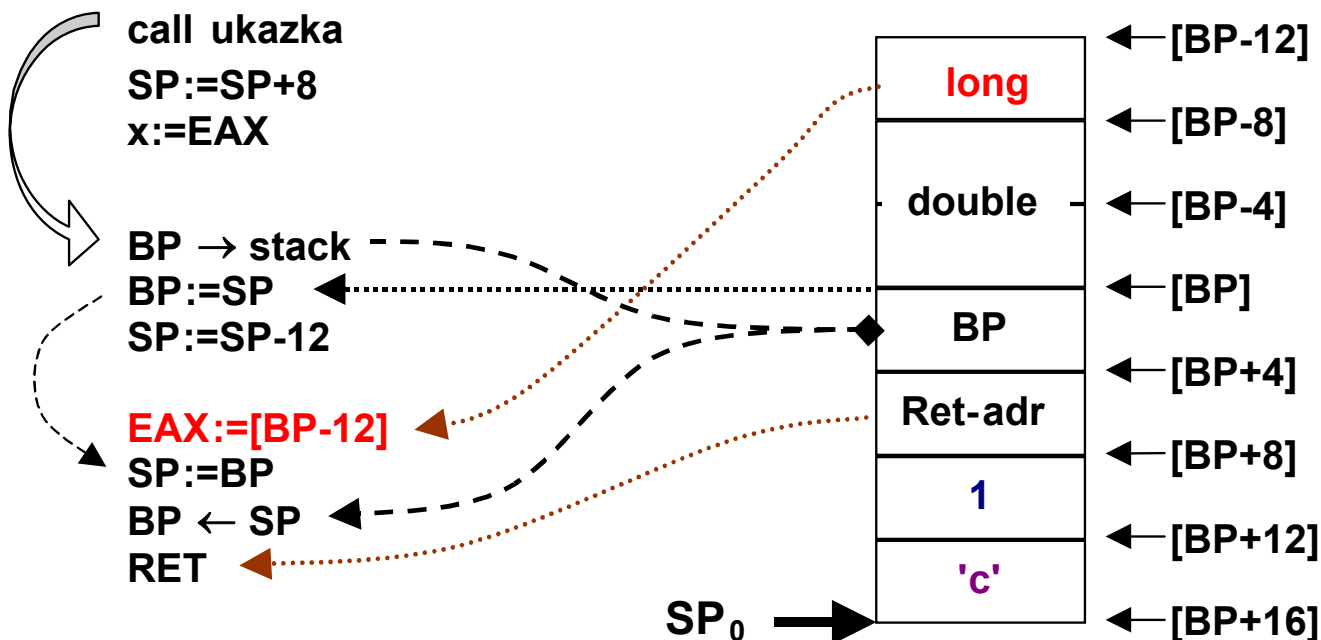 call ukazka
SP:=SP+8
x:=EAX
BP → stack
BP:=SP
SP:=SP-12
EAX:=[BP-12]
SP:=BP
BP ← SP
RET
long
double
BP
Ret-adr
1
'c'
SP₀
[BP-12]
[BP-8]
[BP-4]
[BP]
[BP+4]
[BP+8]
[BP+12]
[BP+16]